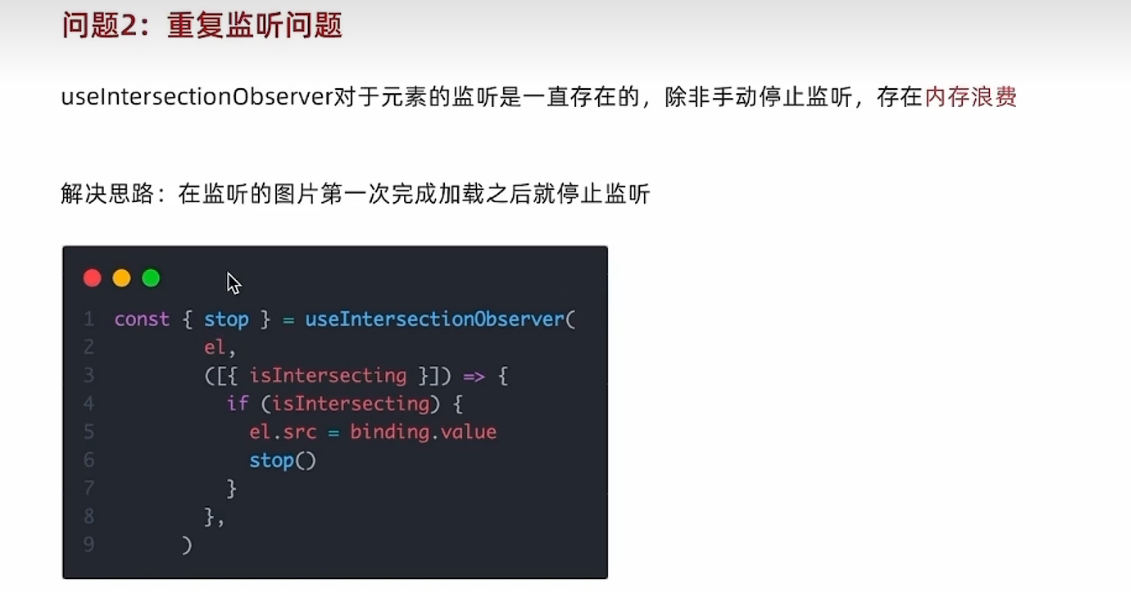 问题2：重复监听问题
useIntersectionObserver对于元素的监听是一直存在的，除非手动停止监听，存在内存浪费
解决思路：在监听的图片第一次完成加载之后就停止监听
1 const { stop } = useIntersectionObserver(
2 el,
3 ([{ isIntersecting }]) => {
4 if (isIntersecting) {
5 el.src = binding.value
6 stop()
7 }
8 },
9 )